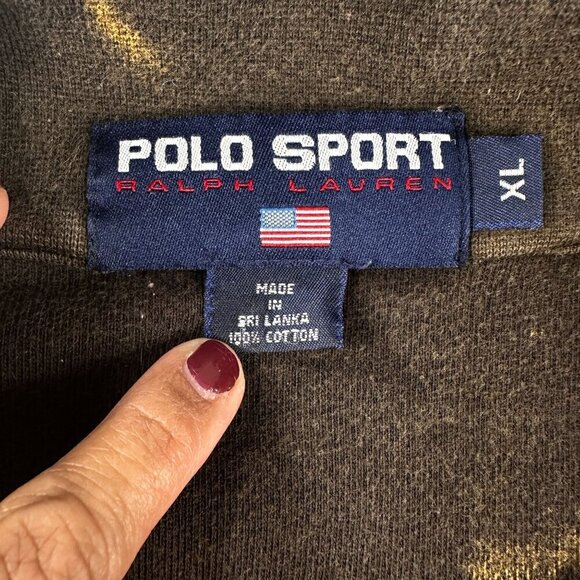 POLO SPORT
RALPH LAUREN
XL
MADE
IN
SRI LANKA
100% COTTON